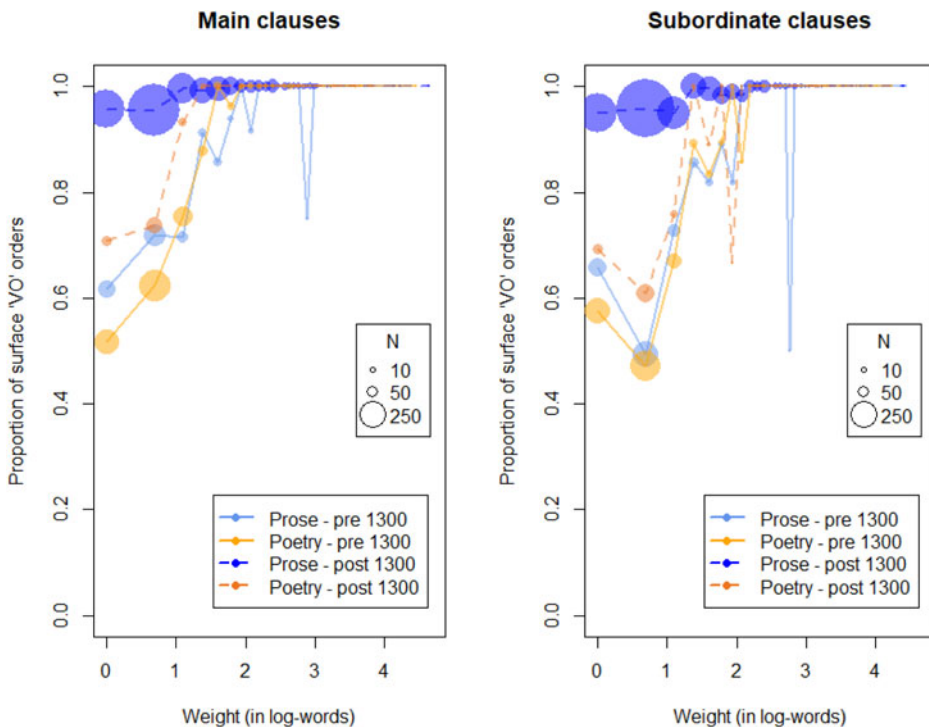 Main clauses
Proportion of surface 'VO' orders
1.0
0.8
0.6
0.4
0.2
0.0
N
10
50
250
Prose - pre 1300
Poetry - pre 1300
Prose - post 1300
Poetry - post 1300
0 1 2 3 4
Weight (in log-words)
Subordinate clauses
Proportion of surface 'VO' orders
1.0
0.8
0.6
0.4
0.2
0.0
N
10
50
250
Prose - pre 1300
Poetry - pre 1300
Prose - post 1300
Poetry - post 1300
0 1 2 3 4
Weight (in log-words)